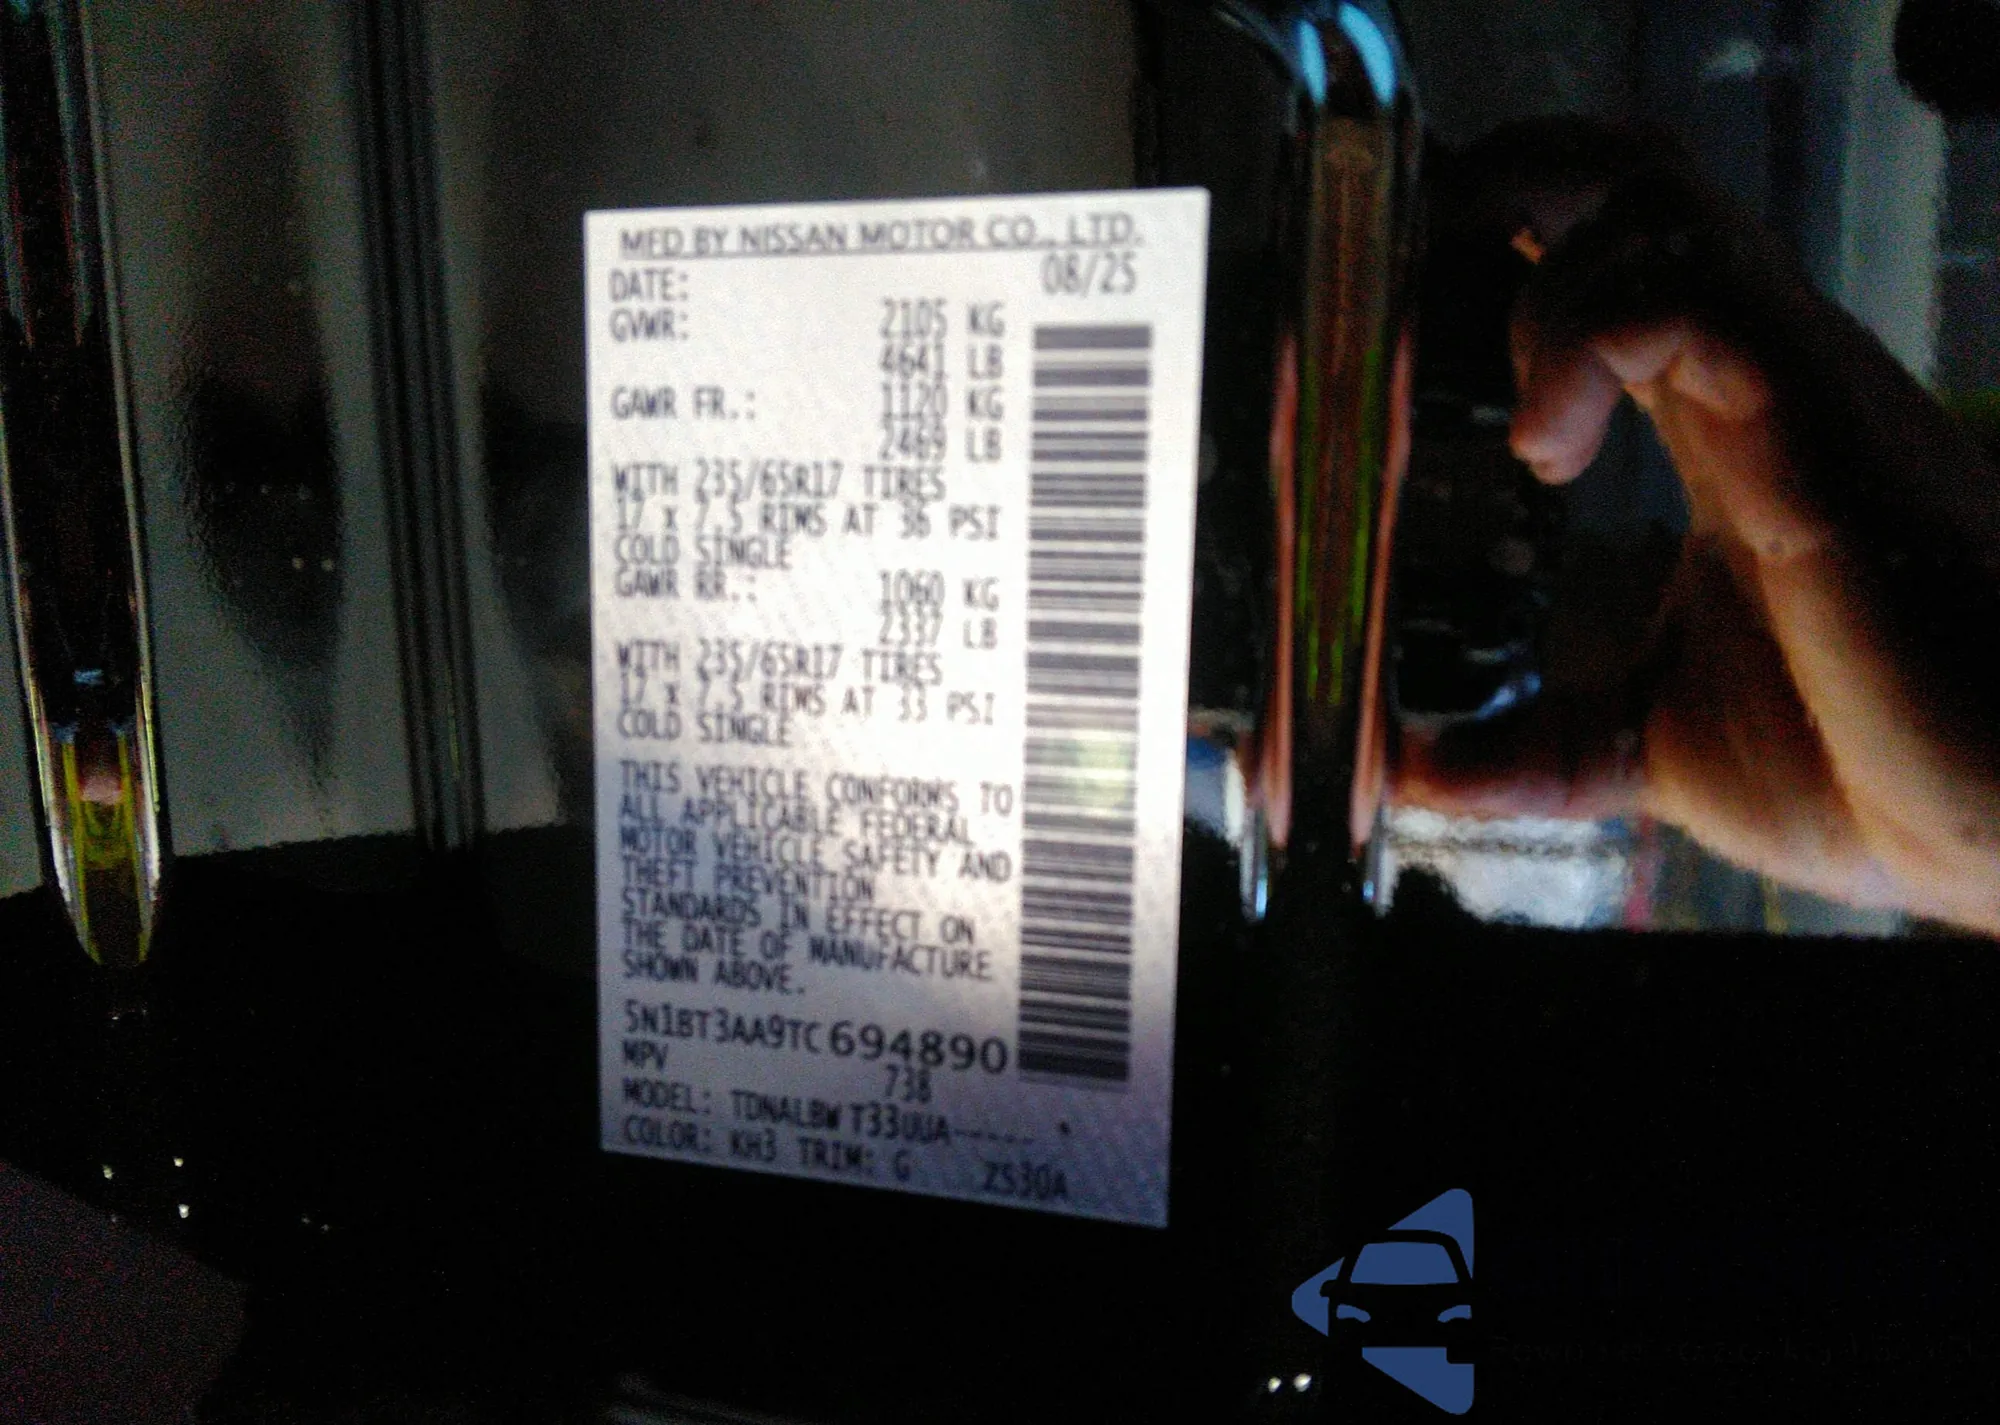 MFD BY NISSAN MOTOR CO., LTD.
DATE: 08/25
GVWR: 2105 KG
4641 LB
GAWR FR.: 1120 KG
2469 LB
WITH 235/65R17 TIRES
17 x 7.5 RIMS AT 36 PSI
COLD SINGLE
GAWR RR.: 1060 KG
2337 LB
WITH 235/65R17 TIRES
17 x 7.5 RIMS AT 33 PSI
COLD SINGLE
THIS VEHICLE CONFORMS TO
ALL APPLICABLE FEDERAL
MOTOR VEHICLE SAFETY AND
THEFT PREVENTION
STANDARDS IN EFFECT ON
THE DATE OF MANUFACTURE
SHOWN ABOVE.
5N1BT3AA9TC694890
MPV
738
MODEL: TDNALBW T33UUA-----
COLOR: KH3 TRIM: G ZS30A